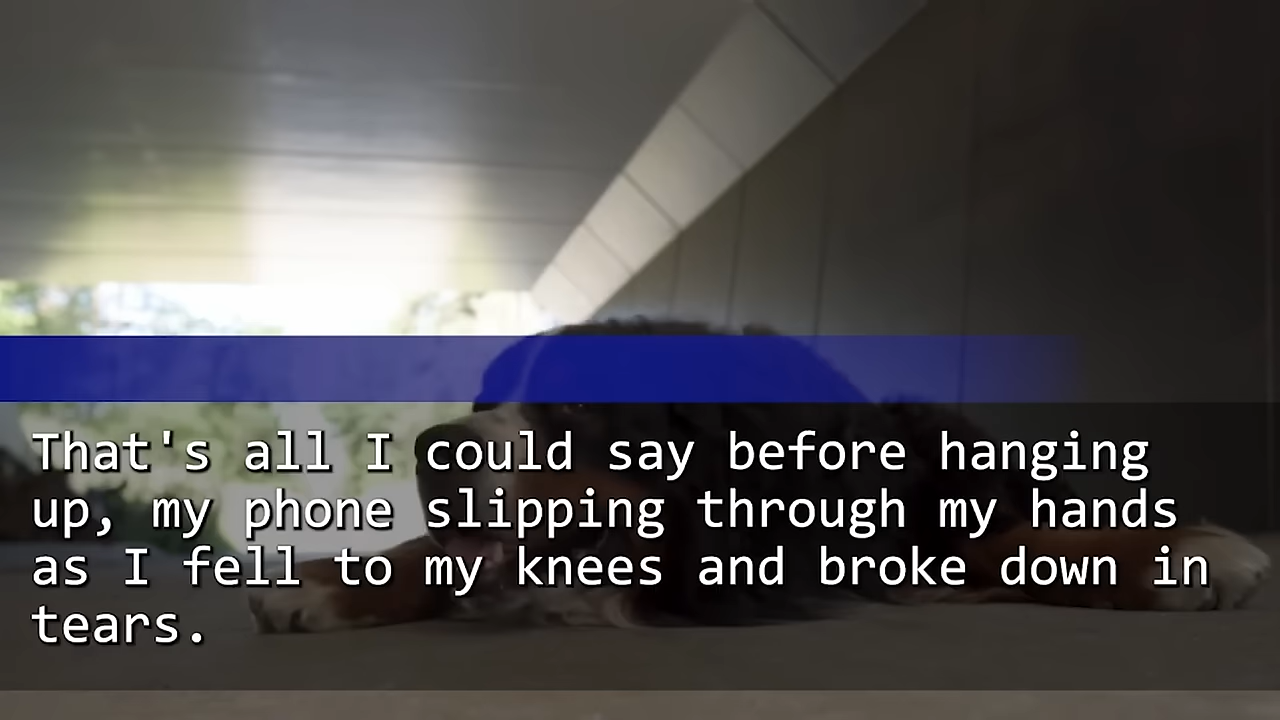 That's all I could say before hanging
up, my phone slipping through my hands
as I fell to my knees and broke down in
tears.